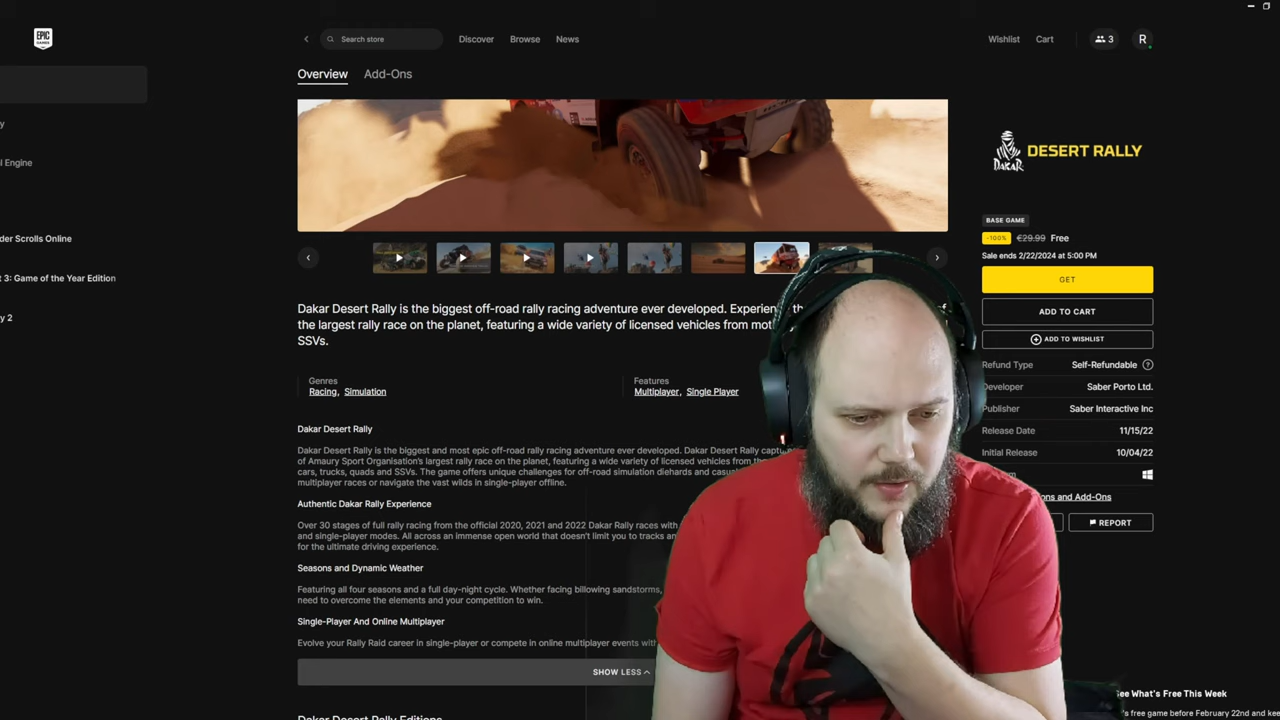 EPIC
GAMES
Search store
Discover
Browse
News
Wishlist
Cart
3
R
Overview
Add-Ons
DAKAR
DESERT RALLY
BASE GAME
-100%
€29.99
Free
Sale ends 2/22/2024 at 5:00 PM
GET
ADD TO CART
ADD TO WISHLIST
Refund Type
Self-Refundable
Developer
Saber Porto Ltd.
Publisher
Saber Interactive Inc
Release Date
11/15/22
Initial Release
10/04/22
ons and Add-Ons
REPORT
y
l Engine
der Scrolls Online
t 3: Game of the Year Edition
y 2
Dakar Desert Rally is the biggest off-road rally racing adventure ever developed. Experien
the largest rally race on the planet, featuring a wide variety of licensed vehicles from mot
SSVs.
Genres
Racing, Simulation
Features
Multiplayer, Single Player
Dakar Desert Rally
Dakar Desert Rally is the biggest and most epic off-road rally racing adventure ever developed. Dakar Desert Rally captu
of Amaury Sport Organisation's largest rally race on the planet, featuring a wide variety of licensed vehicles from the
cars, trucks, quads and SSVs. The game offers unique challenges for off-road simulation diehards and casua
multiplayer races or navigate the vast wilds in single-player offline.
Authentic Dakar Rally Experience
Over 30 stages of full rally racing from the official 2020, 2021 and 2022 Dakar Rally races with
and single-player modes. All across an immense open world that doesn't limit you to tracks an
for the ultimate driving experience.
Seasons and Dynamic Weather
Featuring all four seasons and a full day-night cycle. Whether facing billowing sandstorms,
need to overcome the elements and your competition to win.
Single-Player And Online Multiplayer
Evolve your Rally Raid career in single-player or compete in online multiplayer events with
SHOW LESS
Dakar Desert Rally Editions
ee What's Free This Week
's free game before February 22nd and kee